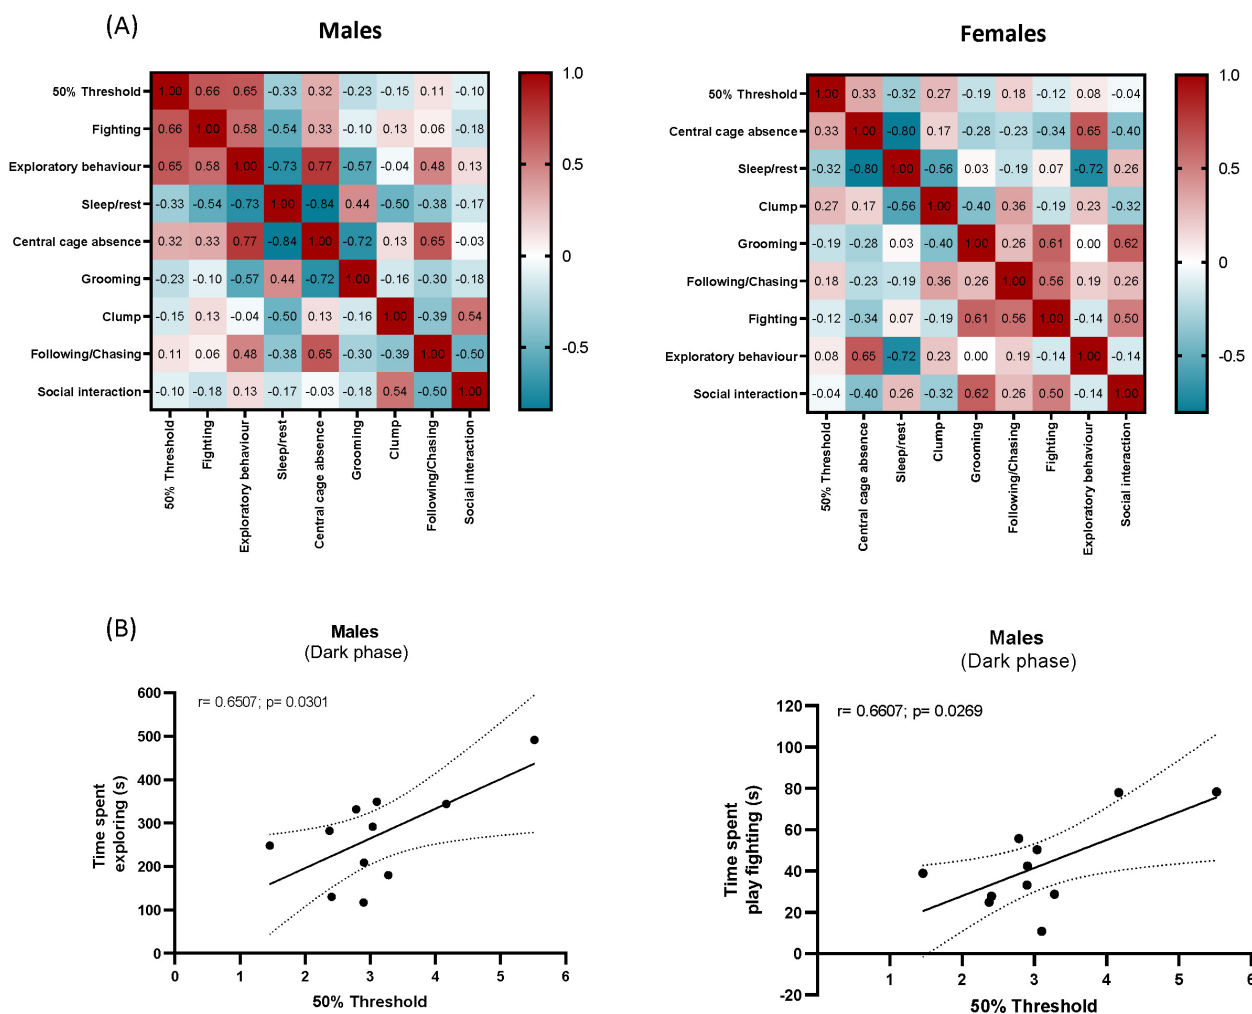 (A)
Males
50% Threshold 1.00 0.66 0.65 -0.33 0.32 -0.23 -0.15 0.11 -0.10
Fighting 0.66 1.00 0.58 -0.54 0.33 -0.10 0.13 0.06 -0.18
Exploratory behaviour 0.65 0.58 1.00 -0.73 0.77 -0.57 -0.04 0.48 0.13
Sleep/rest -0.33 -0.54 -0.73 1.00 -0.84 0.44 -0.50 -0.38 -0.17
Central cage absence 0.32 0.33 0.77 -0.84 1.00 -0.72 0.13 0.65 -0.03
Grooming -0.23 -0.10 -0.57 0.44 -0.72 1.00 -0.16 -0.30 -0.18
Clump -0.15 0.13 -0.04 -0.50 0.13 -0.16 1.00 -0.39 0.54
Following/Chasing 0.11 0.06 0.48 -0.38 0.65 -0.30 -0.39 1.00 -0.50
Social interaction -0.10 -0.18 0.13 -0.17 -0.03 -0.18 0.54 -0.50 1.00
50% Threshold
Fighting
Exploratory behaviour
Sleep/rest
Central cage absence
Grooming
Clump
Following/Chasing
Social interaction
1.0
0.5
0
-0.5
Females
50% Threshold 1.00 0.33 -0.32 0.27 -0.19 0.18 -0.12 0.08 -0.04
Central cage absence 0.33 1.00 -0.80 0.17 -0.28 -0.23 -0.34 0.65 -0.40
Sleep/rest -0.32 -0.80 1.00 -0.56 0.03 -0.19 0.07 -0.72 0.26
Clump 0.27 0.17 -0.56 1.00 -0.40 0.36 -0.19 0.23 -0.32
Grooming -0.19 -0.28 0.03 -0.40 1.00 0.26 0.61 0.00 0.62
Following/Chasing 0.18 -0.23 -0.19 0.36 0.26 1.00 0.56 0.19 0.26
Fighting -0.12 -0.34 0.07 -0.19 0.61 0.56 1.00 -0.14 0.50
Exploratory behaviour 0.08 0.65 -0.72 0.23 0.00 0.19 -0.14 1.00 -0.14
Social interaction -0.04 -0.40 0.26 -0.32 0.62 0.26 0.50 -0.14 1.00
50% Threshold
Central cage absence
Sleep/rest
Clump
Grooming
Following/Chasing
Fighting
Exploratory behaviour
Social interaction
1.0
0.5
0
-0.5
(B)
Males
(Dark phase)
r= 0.6507; p= 0.0301
Time spent
exploring (s)
600
500
400
300
200
100
0
0 1 2 3 4 5 6
50% Threshold
Males
(Dark phase)
r= 0.6607; p= 0.0269
Time spent
play fighting (s)
120
100
80
60
40
20
0
-20
1 2 3 4 5 6
50% Threshold